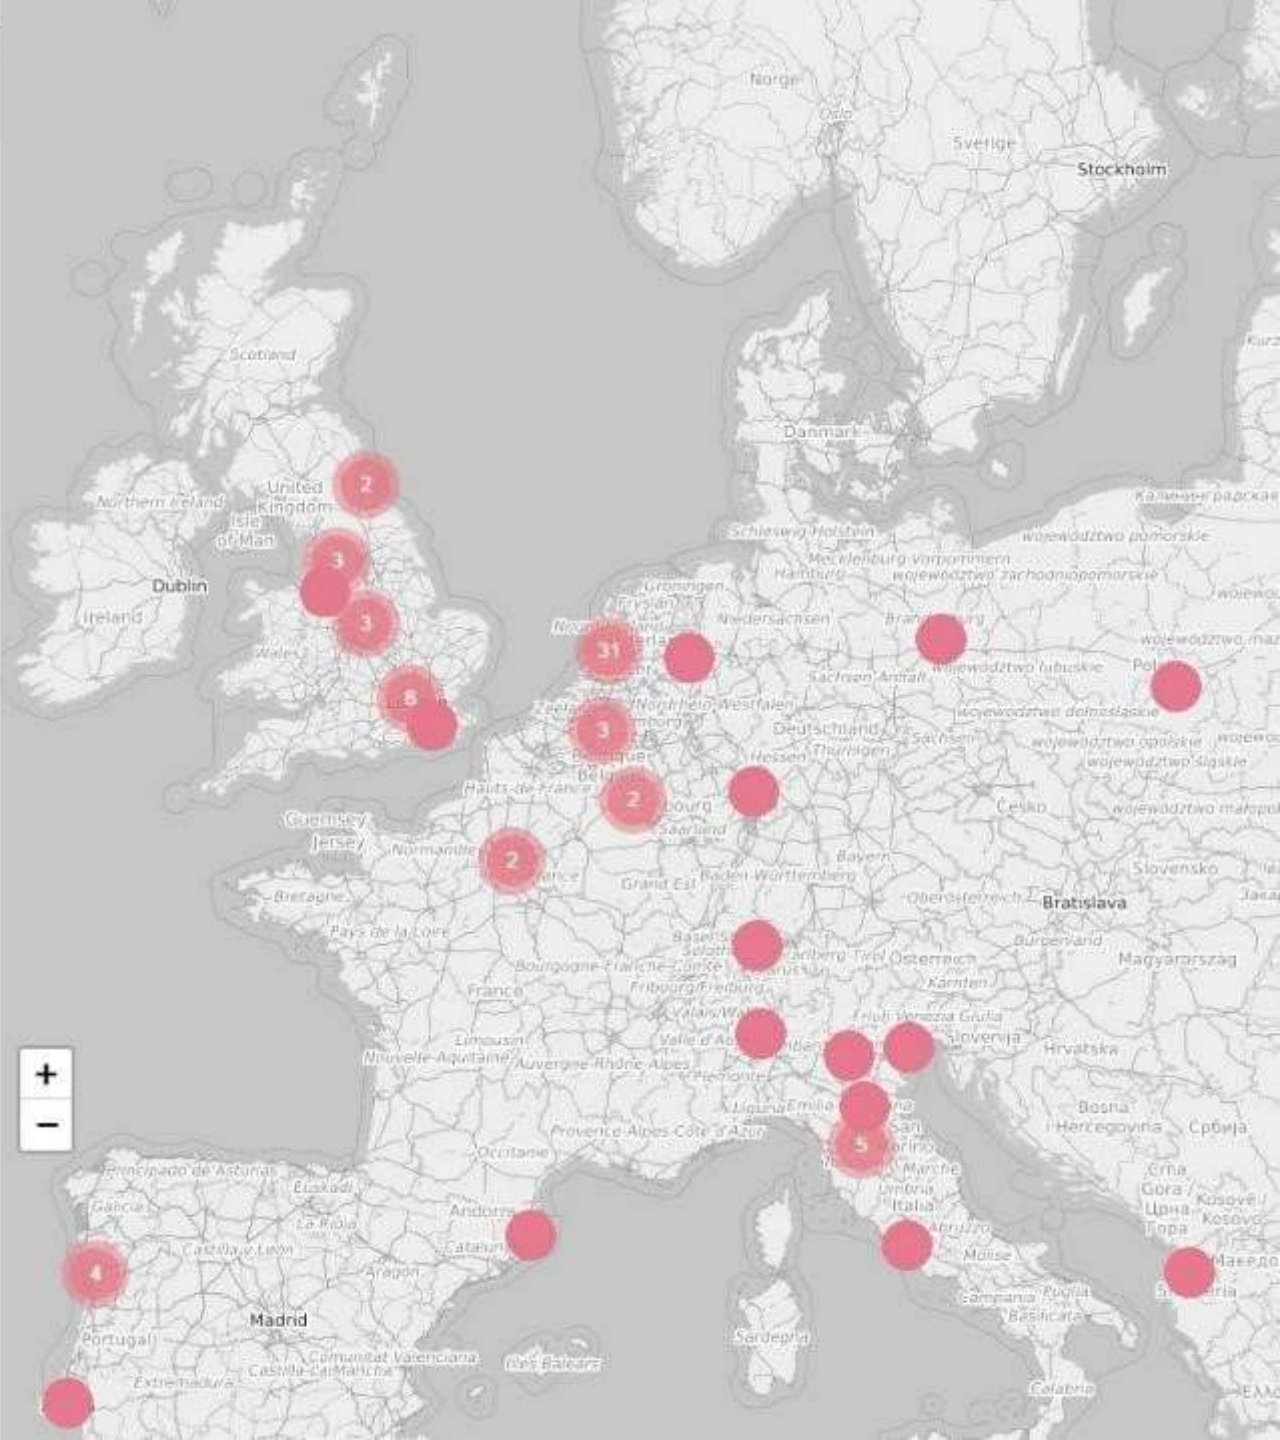 Norge
Oslo
Sverige
Stockholm
Scotland
Danmark
Northern Ireland
United
Kingdom
Isle
of Man
2
3
Dublin
Ireland
3
Wales
8
Калининградская
województwo pomorskie
Schleswig-Holstein
Mecklenburg-Vorpommern
Hamburg
województwo zachodniopomorskie
Groningen
Fryslân
Niedersachsen
31
województwo lubuskie
Sachsen-Anhalt
Nordrhein-Westfalen
województwo dolnośląskie
3
Deutschland
Sachsen
województwo opolskie
Hessen
Thüringen
województwo śląskie
Hauts-de-France
2
Saarland
Česko
Guernsey
Jersey
Normandie
2
Bayern
Slovensko
Grand Est
Baden-Württemberg
Bretagne
Oberösterreich
Bratislava
Pays de la Loire
Burgenland
Österreich
Magyarország
Tirol
Bourgogne-Franche-Comté
Fribourg/Freiburg
Kärnten
France
Friuli Venezia Giulia
Slovenija
Limousin
Hrvatska
Nouvelle-Aquitaine
Auvergne-Rhône-Alpes
Piemonte
+
−
Liguria
Emilia
Bosna
i Hercegovina
Србија
Provence-Alpes-Côte d'Azur
San
5
Occitanie
Marche
Umbria
Italia
Abruzzo
Molise
Crna
Gora /
Црна
Гора
Principado de Asturias
Euskadi
Galicia
La Rioja
Castilla y León
Aragón
4
Madrid
Portugal
Comunitat Valenciana
Castilla-La Mancha
Extremadura
Illes Balears
Sardegna
Campania
Puglia
Basilicata
Calabria